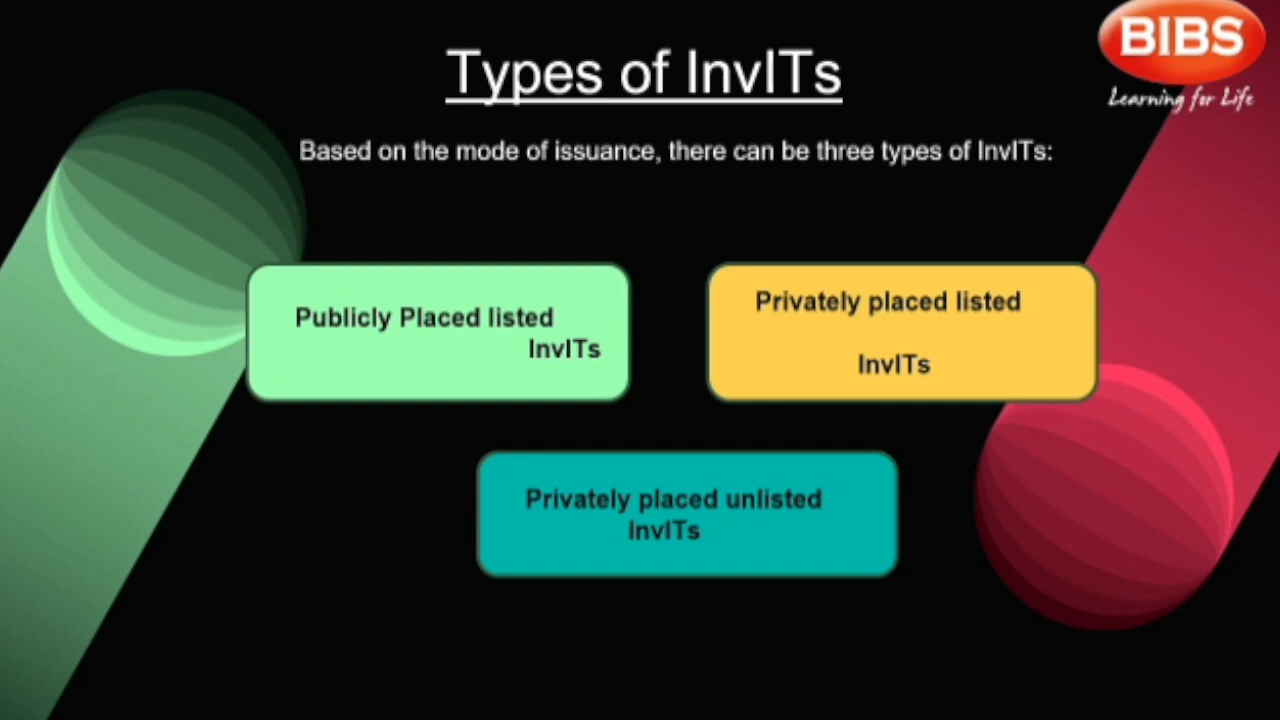 BIBS
Learning for Life
Types of InvITs
Based on the mode of issuance, there can be three types of InvITs:
Publicly Placed listed
InvITs
Privately placed listed
InvITs
Privately placed unlisted
InvITs